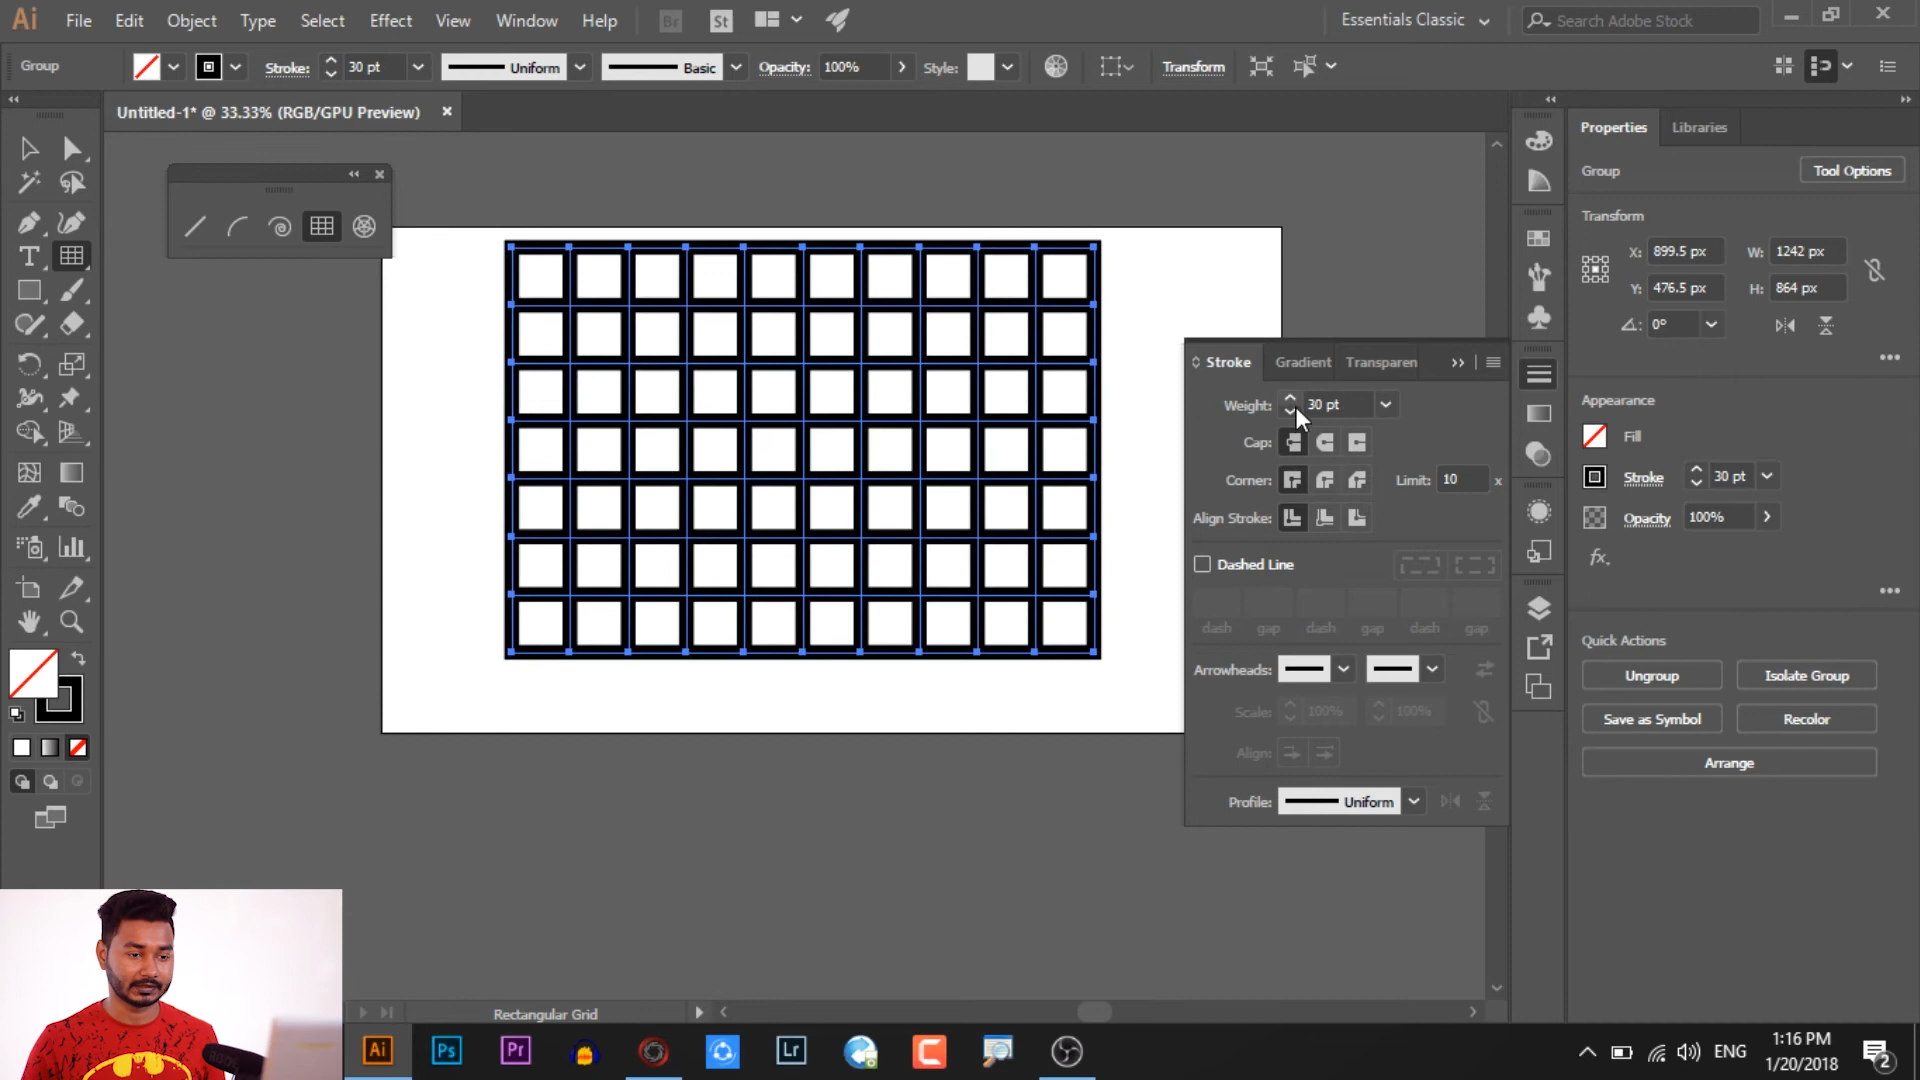 Ai File Edit Object Type Select Effect View Window Help Br St Essentials Classic Search Adobe Stock
Group Stroke: 30 pt Uniform Basic Opacity: 100% Style: Transform
Untitled-1* @ 33.33% (RGB/GPU Preview)
Properties Libraries
Group Tool Options
Transform
X: 899.5 px W: 1242 px
Y: 476.5 px H: 864 px
0°
Stroke Gradient Transparen
Weight: 30 pt
Cap:
Corner: Limit: 10 x
Align Stroke:
Dashed Line
dash gap dash gap dash gap
Arrowheads:
Scale: 100% 100%
Align:
Profile: Uniform
Appearance
Fill
Stroke 30 pt
Opacity 100%
fx.
Quick Actions
Ungroup Isolate Group
Save as Symbol Recolor
Arrange
Rectangular Grid
Ai Ps Pr Lr C ENG 1:16 PM
1/20/2018 2